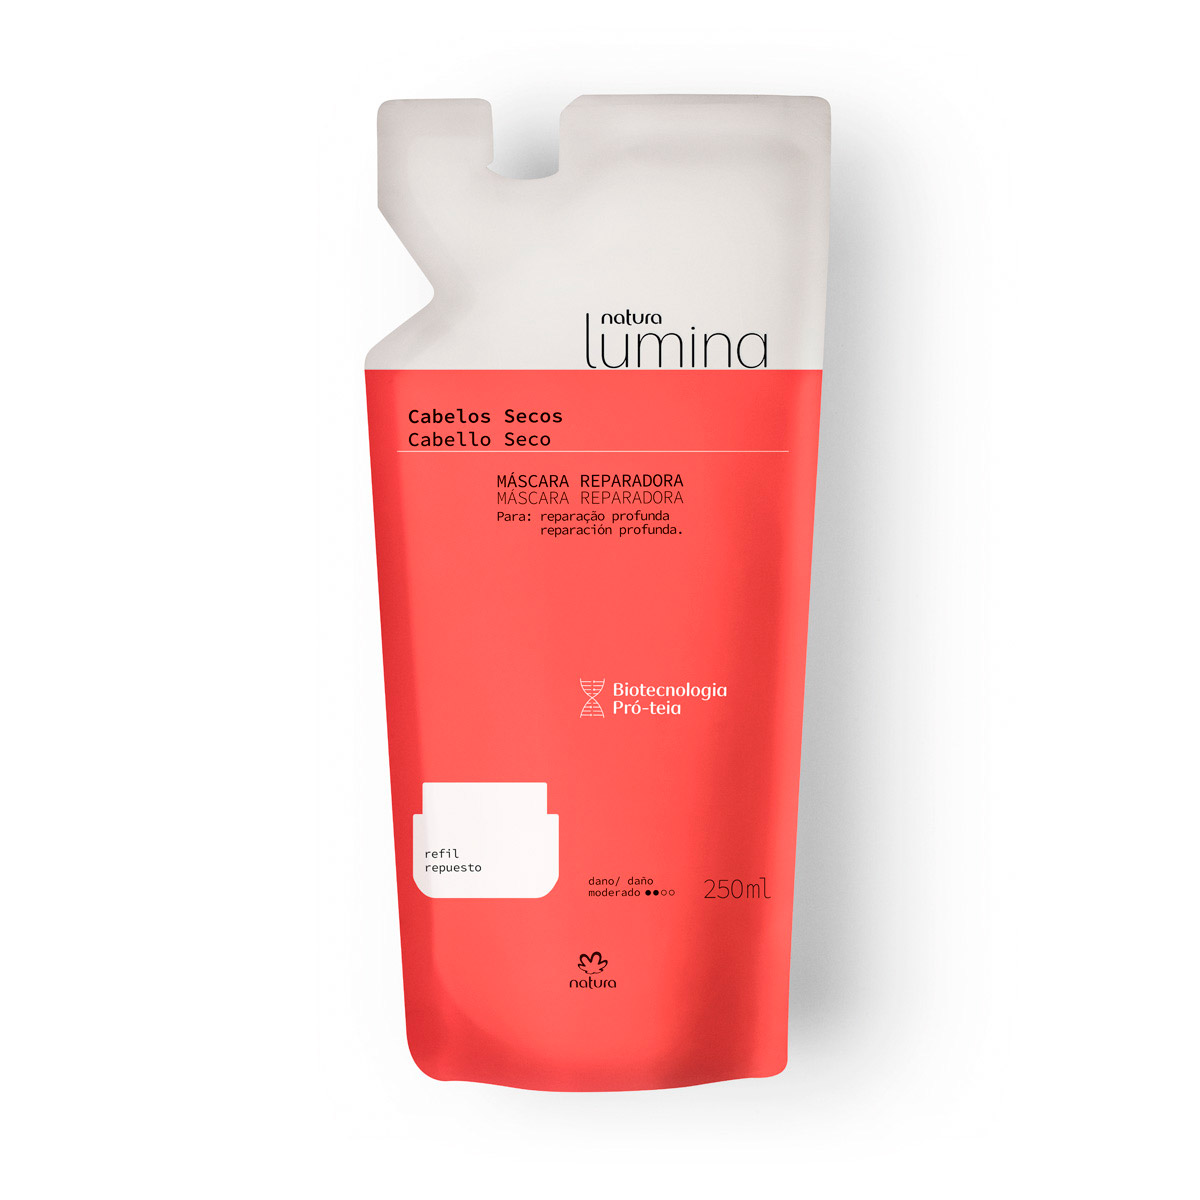 natura
lumina
Cabelos Secos
Cabello Seco
MÁSCARA REPARADORA
MÁSCARA REPARADORA
Para: reparação profunda
reparación profunda.
Biotecnologia
Pró-teia
refil
repuesto
dano/ daño
moderado
250ml
natura